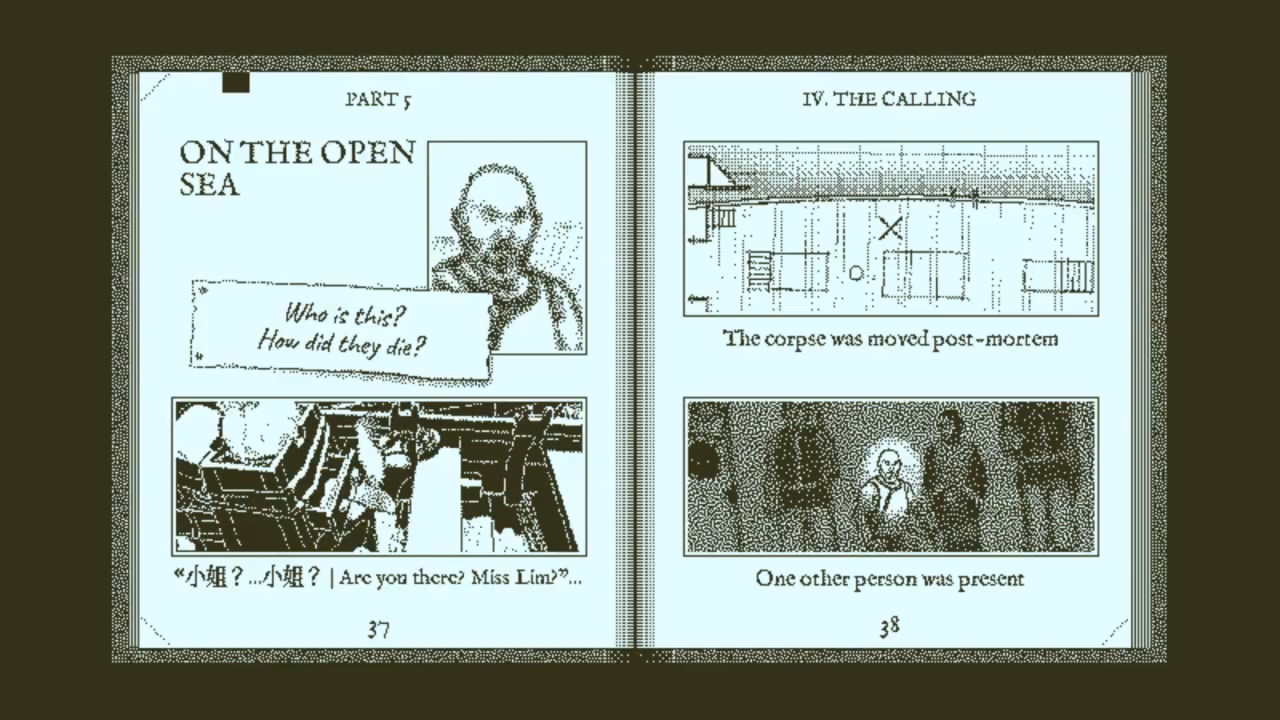 PART 5
ON THE OPEN
SEA
Who is this?
How did they die?
“小姐？...小姐？ | Are you there? Miss Lim?”...
37
IV. THE CALLING
The corpse was moved post-mortem
One other person was present
38